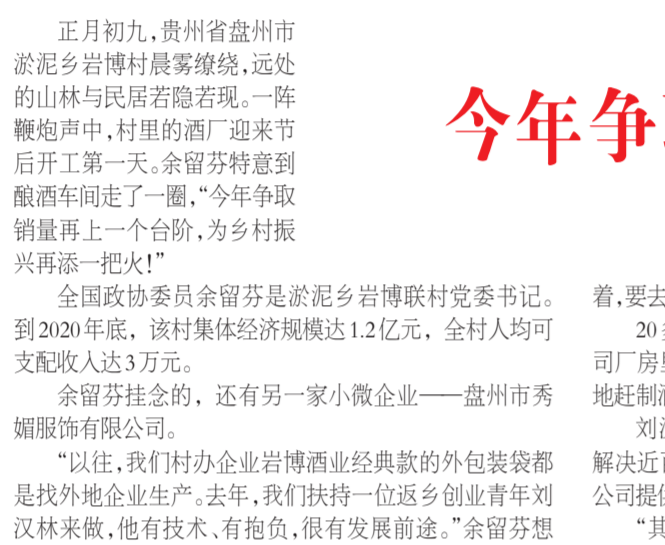 正月初九，贵州省盘州市
淤泥乡岩博村晨雾缭绕，远处
的山林与民居若隐若现。一阵
鞭炮声中，村里的酒厂迎来节
后开工第一天。余留芬特意到
酿酒车间走了一圈，“今年争取
销量再上一个台阶，为乡村振
兴再添一把火！”
全国政协委员余留芬是淤泥乡岩博联村党委书记。
到2020年底，该村集体经济规模达1.2亿元，全村人均可
支配收入达3万元。
余留芬挂念的，还有另一家小微企业——盘州市秀
媚服饰有限公司。
“以往，我们村办企业岩博酒业经典款的外包装袋都
是找外地企业生产。去年，我们扶持一位返乡创业青年刘
汉林来做，他有技术、有抱负，很有发展前途。”余留芬想
今年争
着，要去
20
司厂房
地赶制
刘
解决近
公司提供
“其